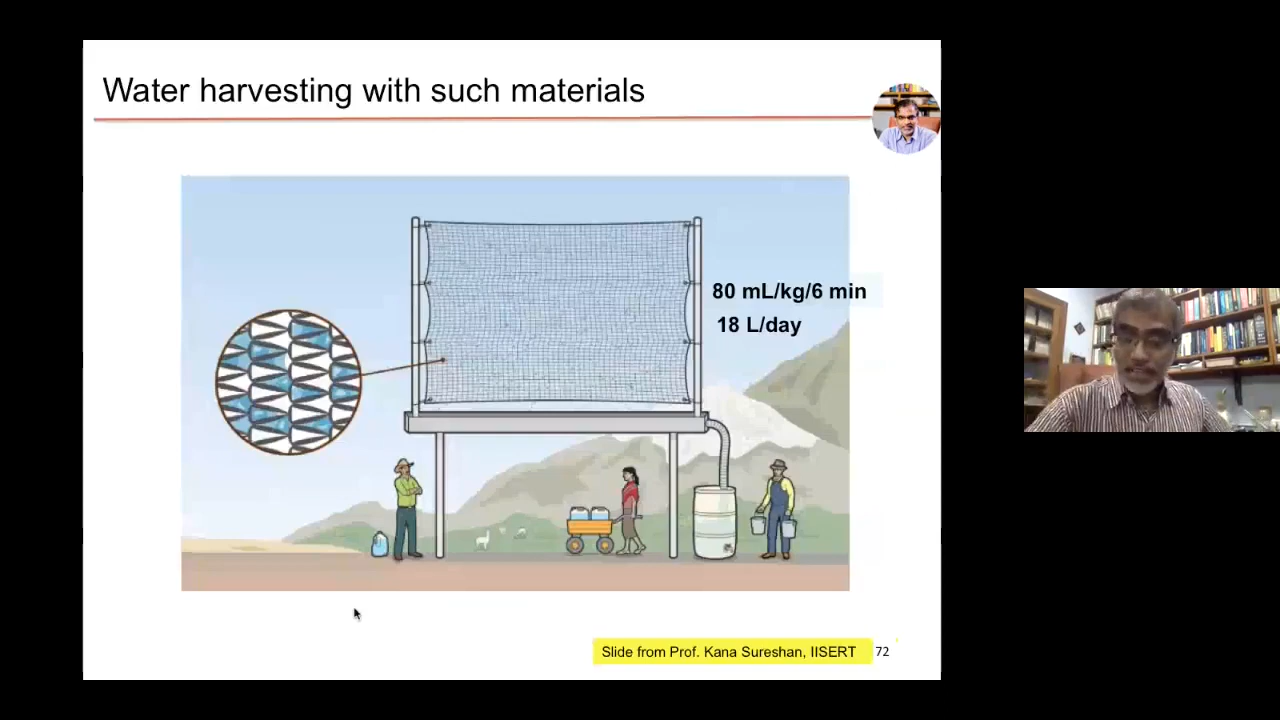 Water harvesting with such materials
80 mL/kg/6 min
18 L/day
Slide from Prof. Kana Sureshan, IISERT
72